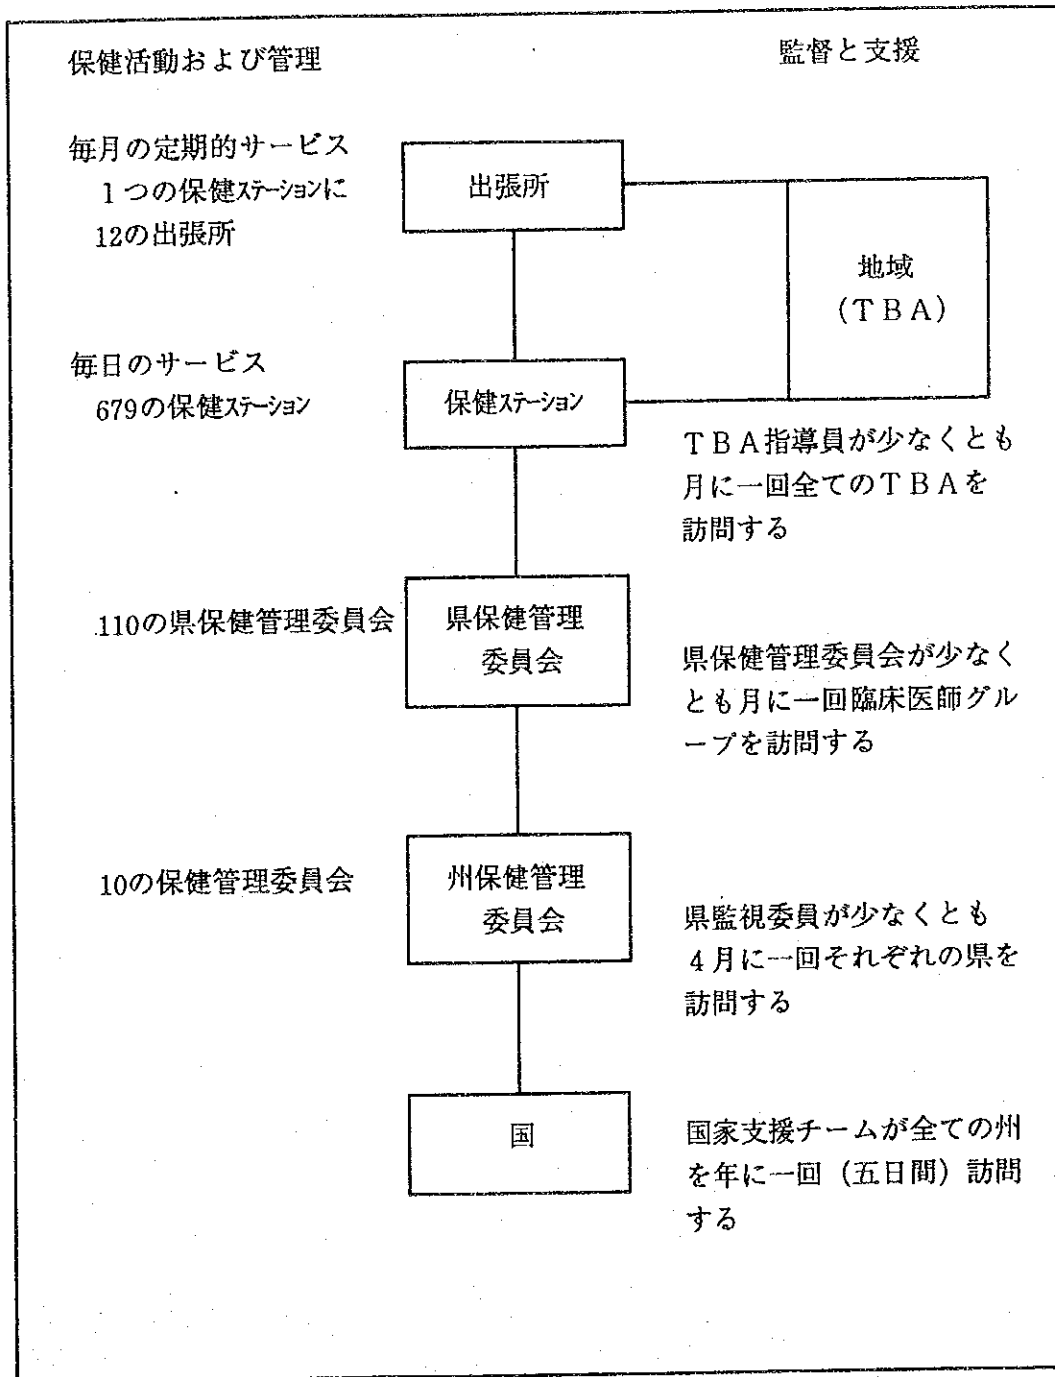 保健活動および管理
監督と支援
毎月の定期的サービス
1つの保健ステーションに
12の出張所
出張所
地域
(TBA)
毎日のサービス
679の保健ステーション
保健ステーション
TBA指導員が少なくとも
月に一回全てのTBAを
訪問する
110の県保健管理委員会
県保健管理
委員会
県保健管理委員会が少なく
とも月に一回臨床医師グル
ープを訪問する
10の保健管理委員会
州保健管理
委員会
県監視委員が少なくとも
4月に一回それぞれの県を
訪問する
国
国家支援チームが全ての州
を年に一回(五日間)訪問
する